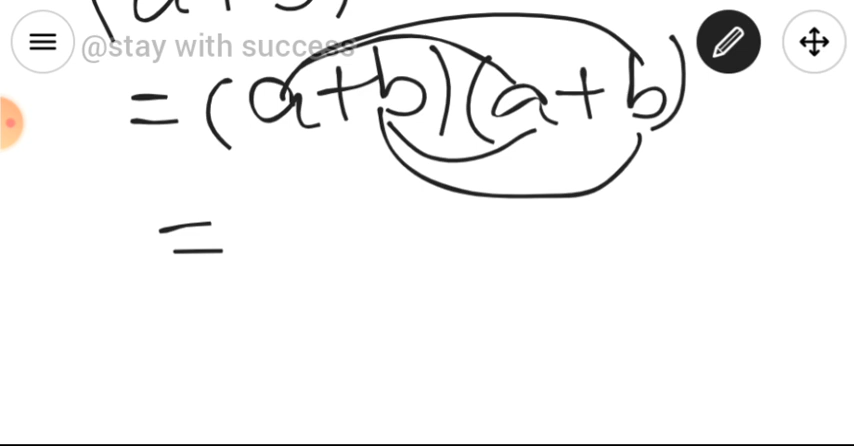 @stay with success
= (a+b)(a+b)
=